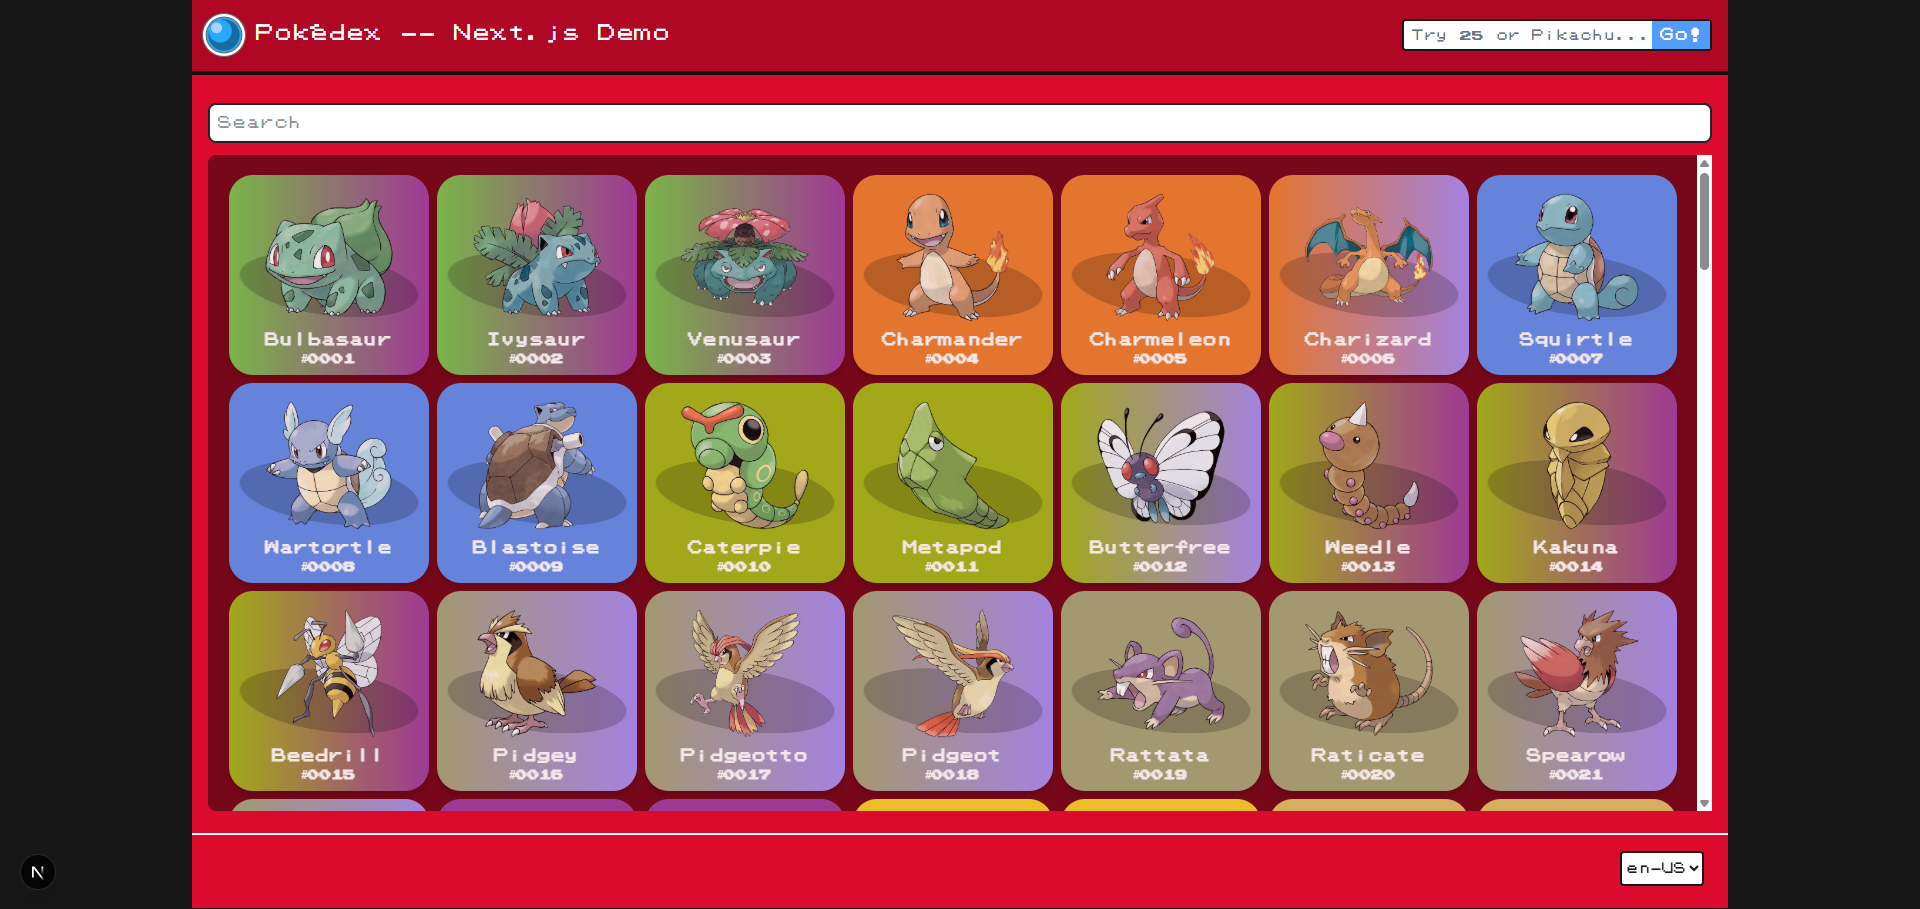 Pokédex -- Next.js Demo
Try 25 or Pikachu...
Go!
Search
Bulbasaur
#0001
Ivysaur
#0002
Venusaur
#0003
Charmander
#0004
Charmeleon
#0005
Charizard
#0006
Squirtle
#0007
Wartortle
#0008
Blastoise
#0009
Caterpie
#0010
Metapod
#0011
Butterfree
#0012
Weedle
#0013
Kakuna
#0014
Beedrill
#0015
Pidgey
#0016
Pidgeotto
#0017
Pidgeot
#0018
Rattata
#0019
Raticate
#0020
Spearow
#0021
N
en-US